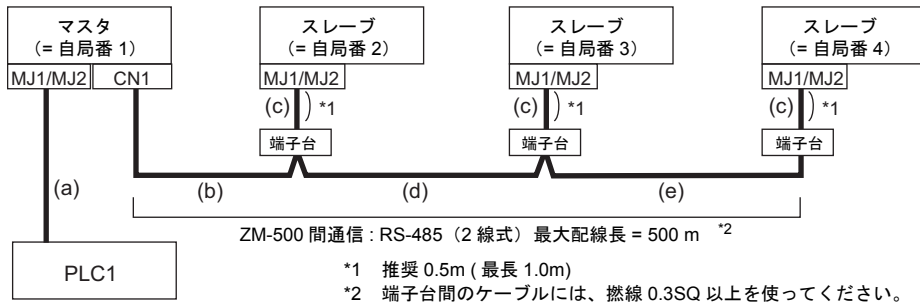 マスタ
（= 自局番 1）
MJ1/MJ2
CN1
スレーブ
（= 自局番 2）
MJ1/MJ2
スレーブ
（= 自局番 3）
MJ1/MJ2
スレーブ
（= 自局番 4）
MJ1/MJ2
(c)
*1
(c)
*1
(c)
*1
端子台
端子台
端子台
(a)
(b)
(d)
(e)
ZM-500 間通信 : RS-485（2 線式）最大配線長 = 500 m *2
PLC1
*1 推奨 0.5m ( 最長 1.0m)
*2 端子台間のケーブルには、撚線 0.3SQ 以上を使ってください。